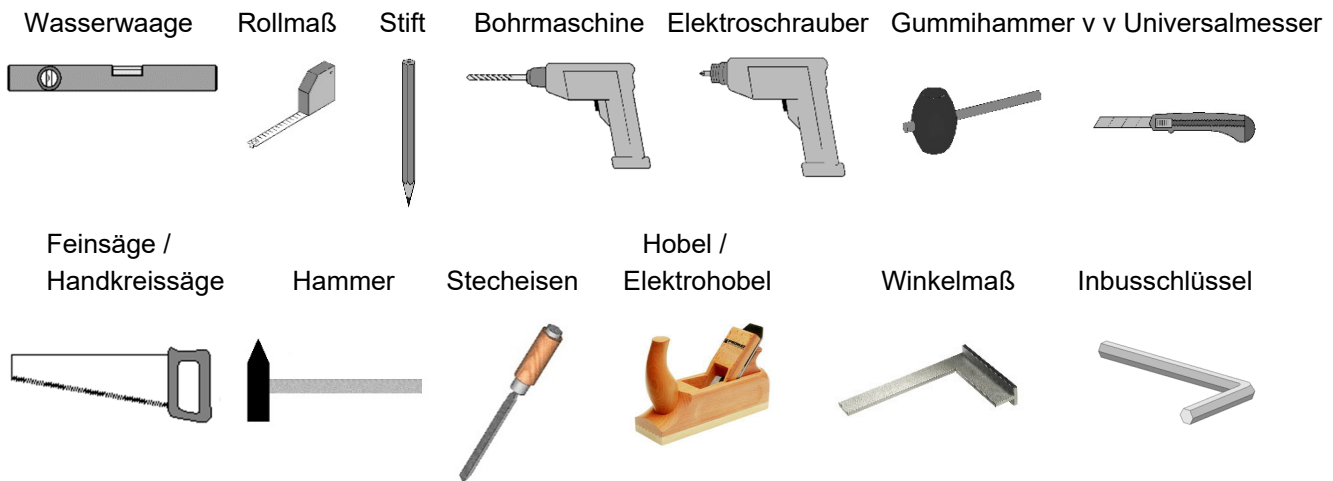 Wasserwaage Rollmaß Stift Bohrmaschine Elektroschrauber Gummihammer v v Universalmesser
Feinsäge / Hobel /
Handkreissäge Hammer Stecheisen Elektrohobel Winkelmaß Inbusschlüssel